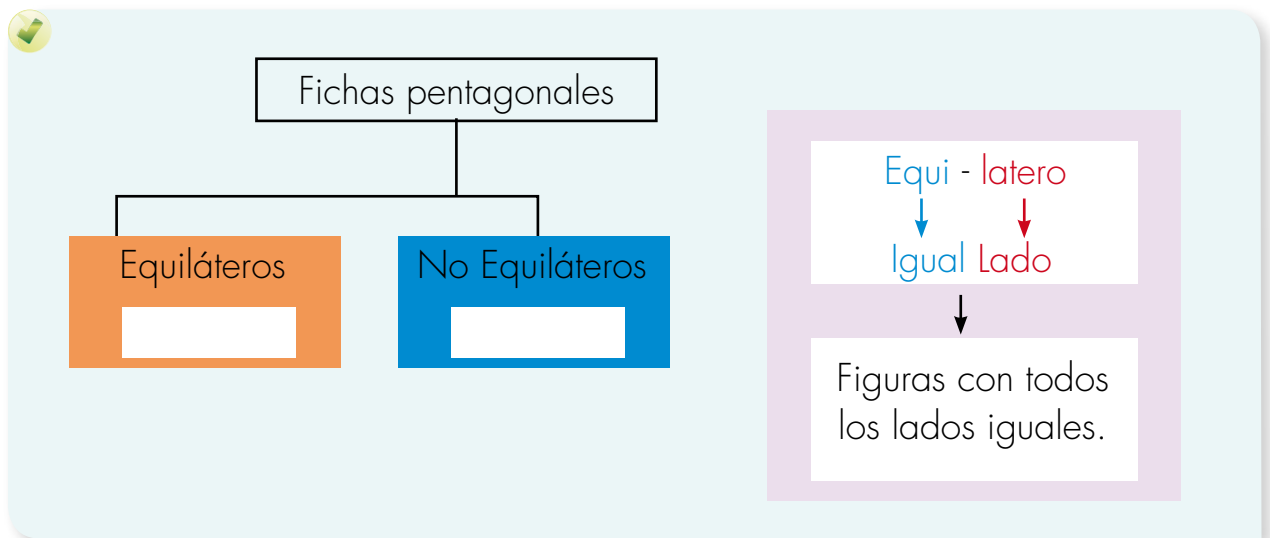 Fichas pentagonales
Equiláteros
No Equiláteros
Equi - latero
Igual Lado
Figuras con todos
los lados iguales.